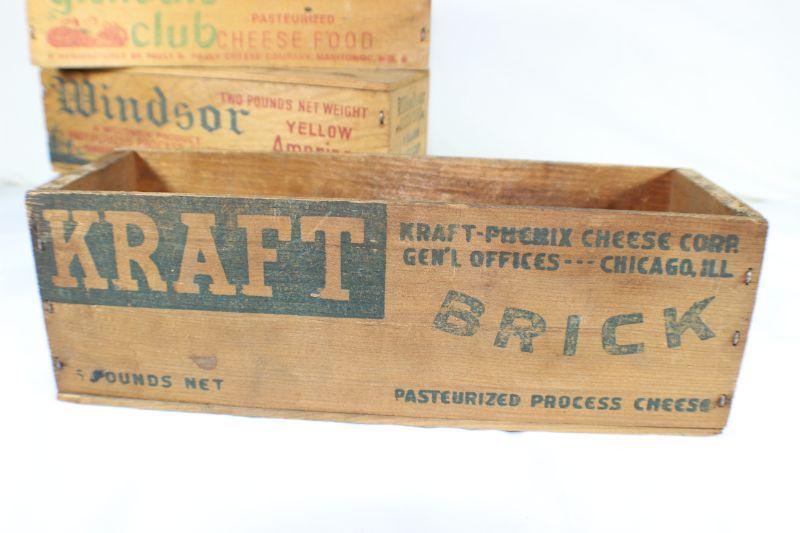 club
PASTEURIZED
CHEESE FOOD
Windsor
TWO POUNDS NET WEIGHT
YELLOW
KRAFT
KRAFT-PHENIX CHEESE CORP.
GEN'L OFFICES --- CHICAGO, ILL.
BRICK
5 POUNDS NET
PASTEURIZED PROCESS CHEESE